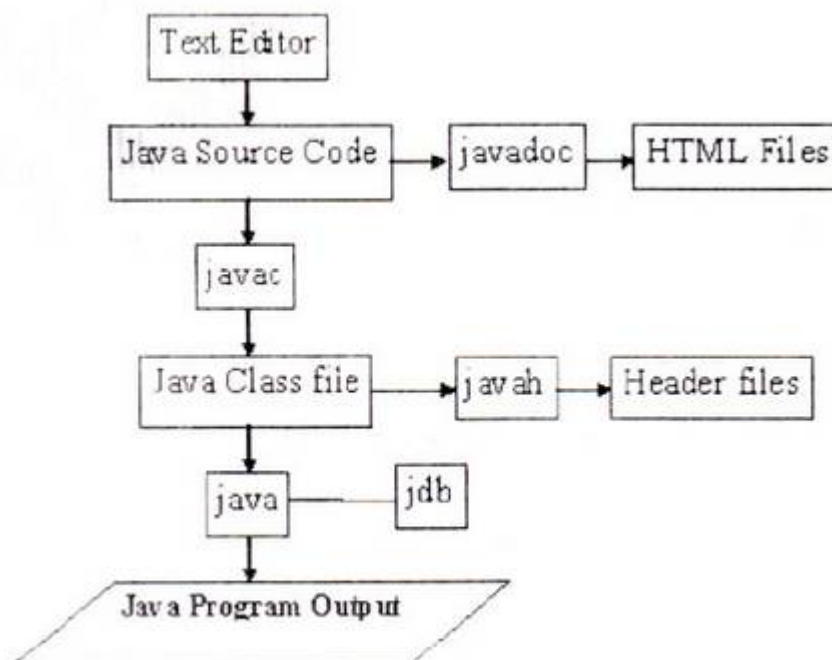 Text Editor
Java Source Code
javadoc
HTML Files
javac
Java Class file
javah
Header files
java
jdb
Java Program Output